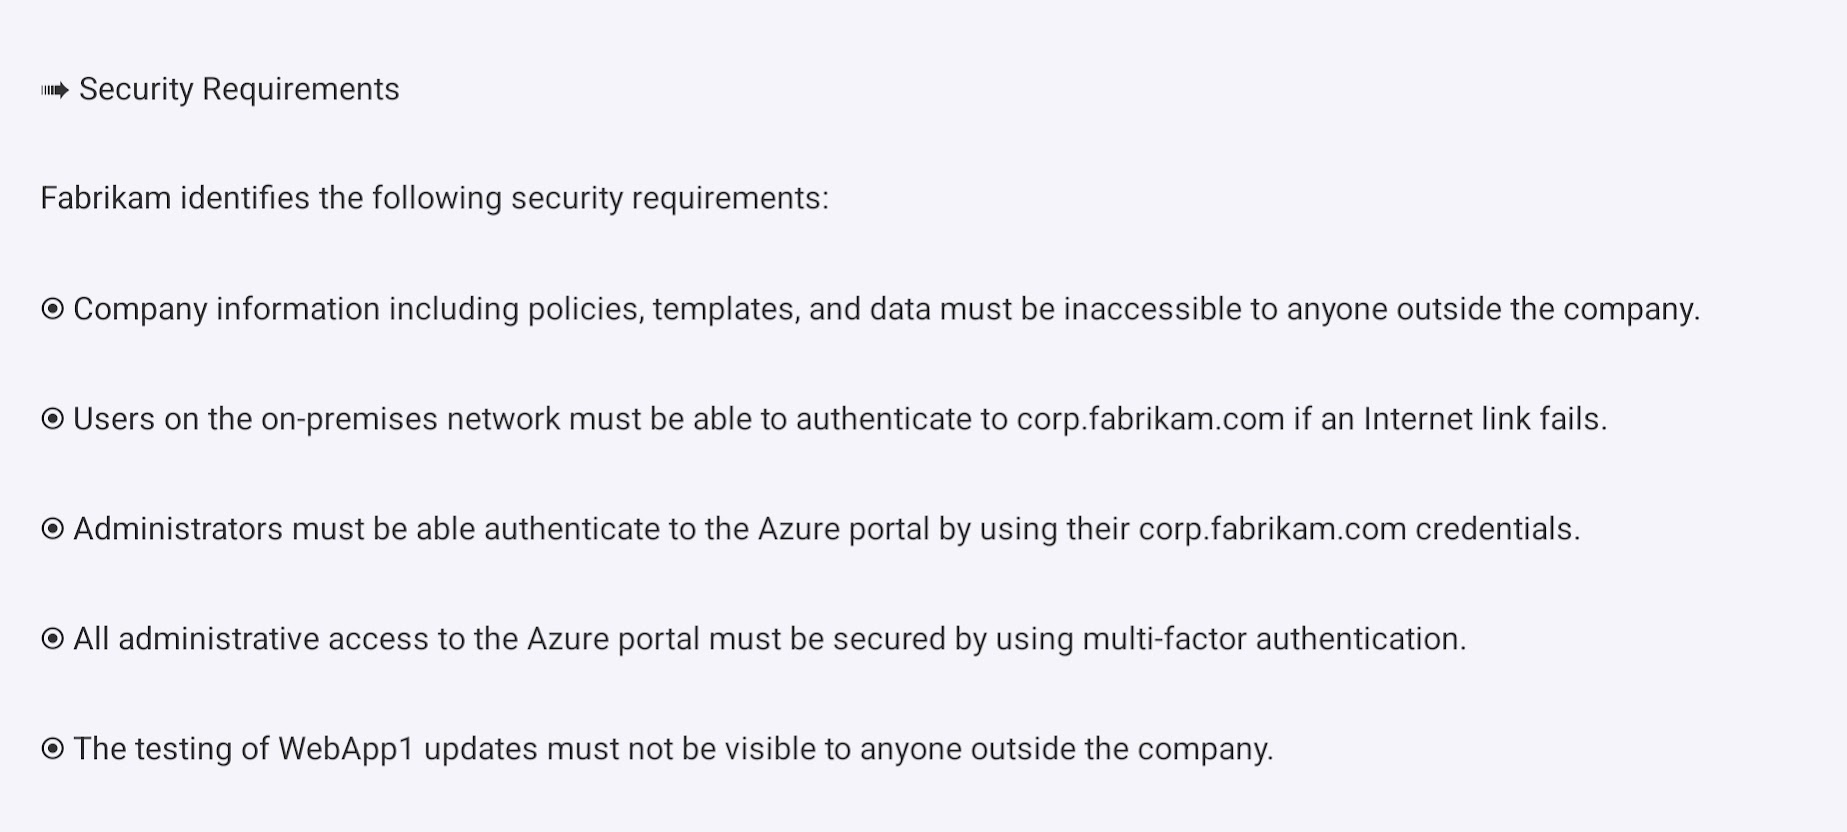 ➠ Security Requirements
Fabrikam identifies the following security requirements:
⦿ Company information including policies, templates, and data must be inaccessible to anyone outside the company.
⦿ Users on the on-premises network must be able to authenticate to corp.fabrikam.com if an Internet link fails.
⦿ Administrators must be able authenticate to the Azure portal by using their corp.fabrikam.com credentials.
⦿ All administrative access to the Azure portal must be secured by using multi-factor authentication.
⦿ The testing of WebApp1 updates must not be visible to anyone outside the company.